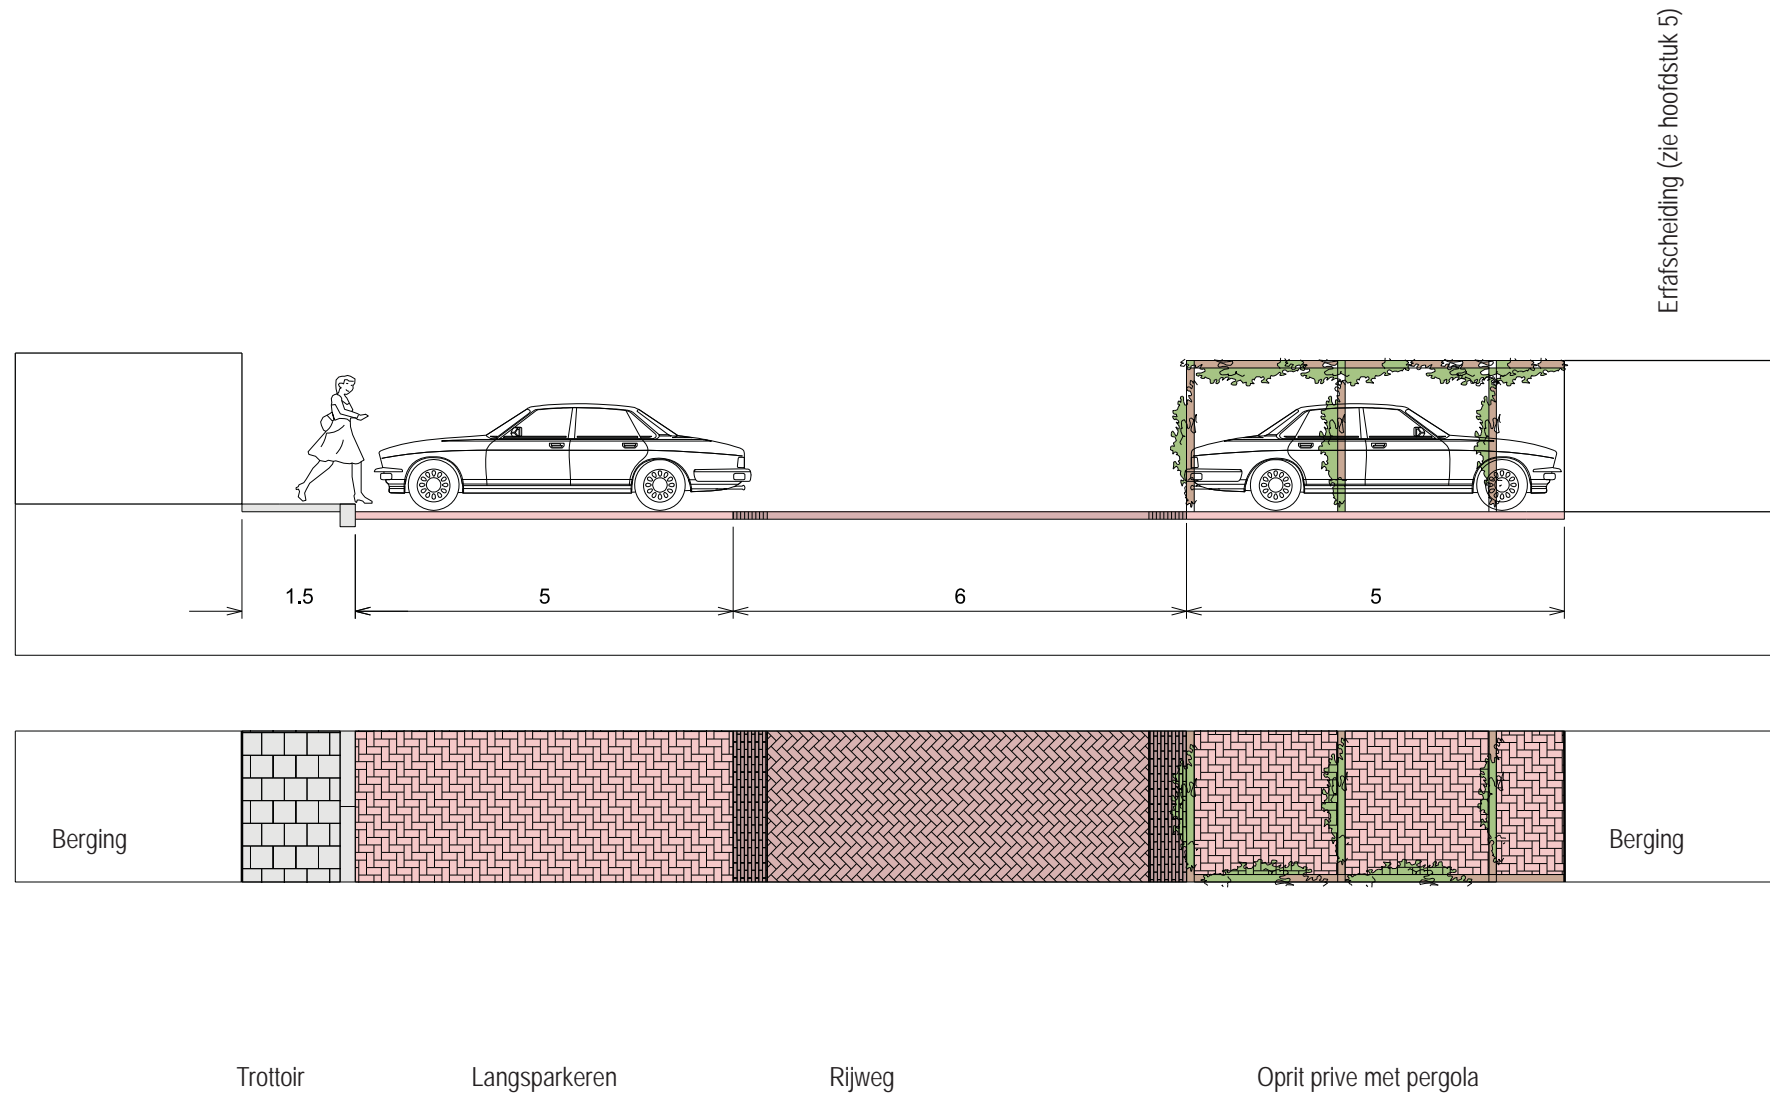 Erfafscheiding (zie hoofdstuk 5)
1.5
5
6
5
Berging
Berging
Trottoir
Langsparkeren
Rijweg
Oprit prive met pergola